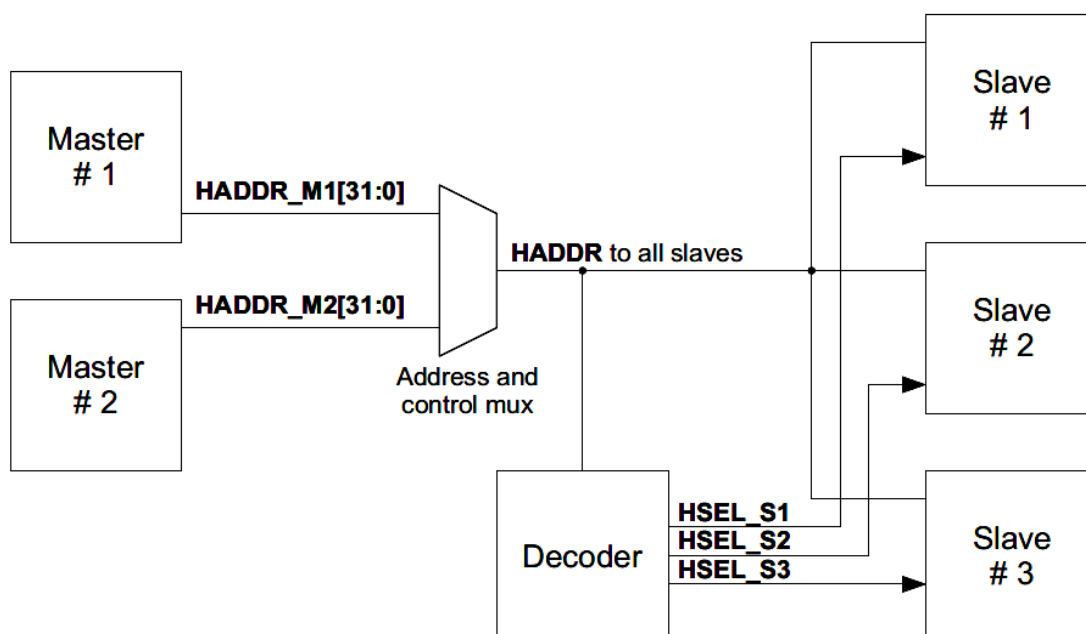 Master
# 1
HADDR_M1[31:0]
Master
# 2
HADDR_M2[31:0]
Address and
control mux
HADDR to all slaves
Decoder
HSEL_S1
HSEL_S2
HSEL_S3
Slave
# 1
Slave
# 2
Slave
# 3